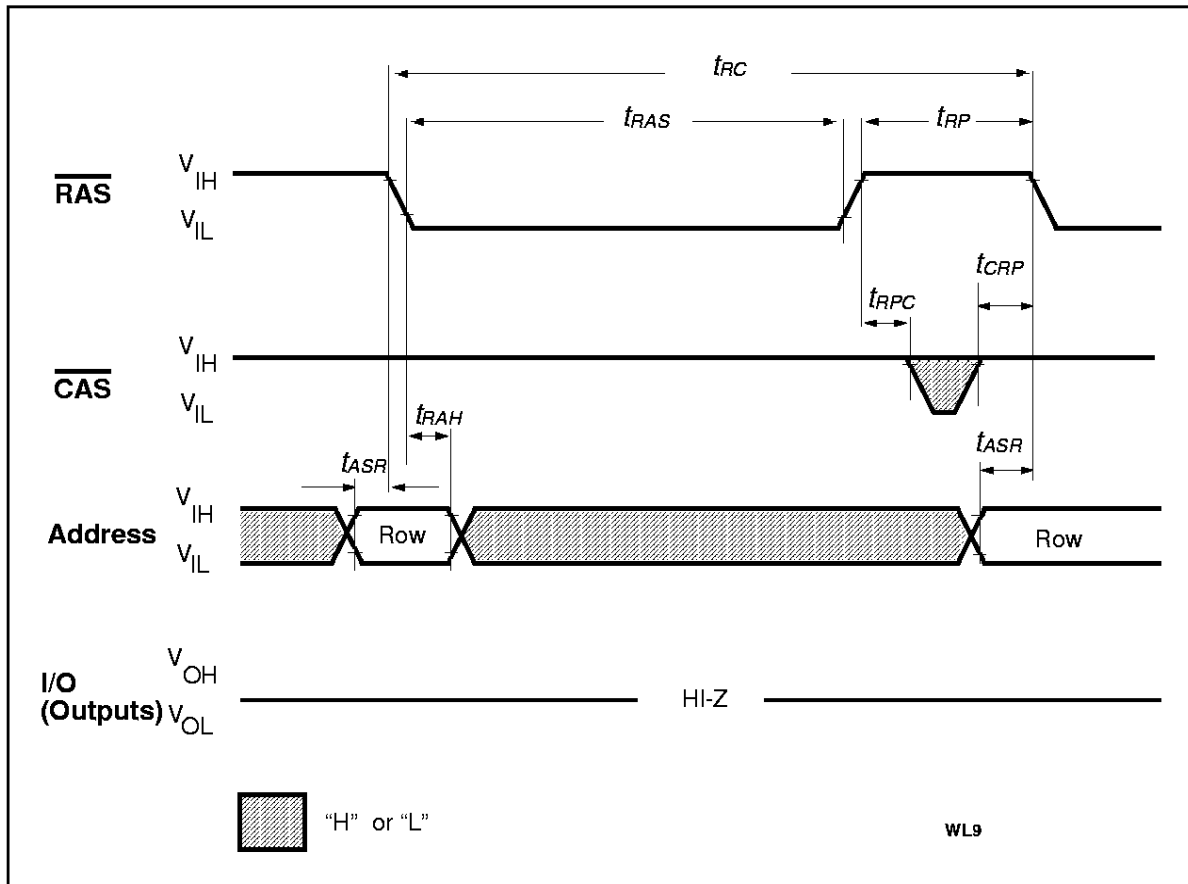 tRC
tRAS
tRP
RAS
VIH
VIL
tCRP
tRPC
CAS
VIH
VIL
tRAH
tASR
tASR
Address
VIH
VIL
Row
Row
I/O
(Outputs)
VOH
VOL
HI-Z
“H” or “L”
WL9